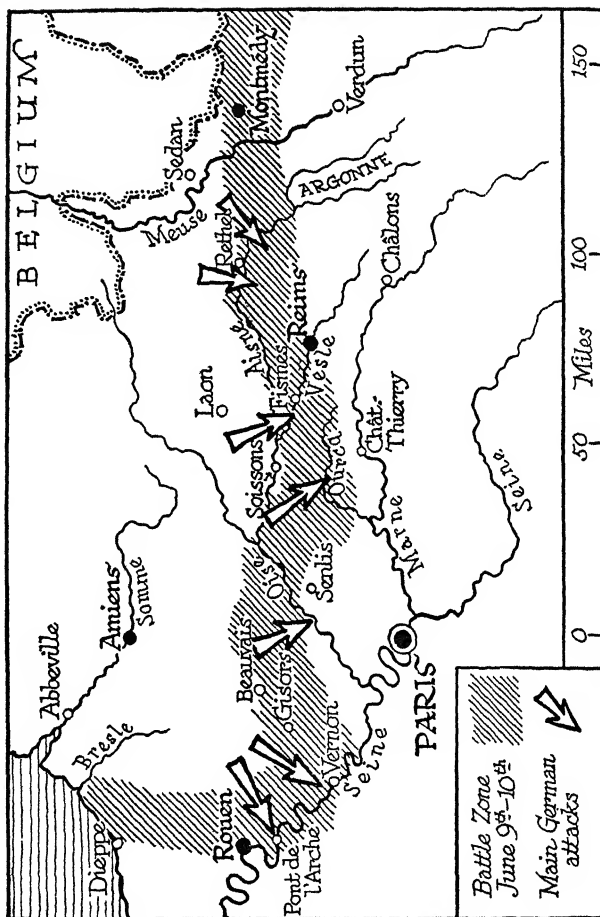 BELGIUM
Dieppe
Abbeville
Bresle
Amiens
Somme
Sedan
Meuse
Montmédy
Verdun
Rouen
Pont de
l'Arche
Beauvais
Gisors
Vernon
Seine
Oise
Senlis
Laon
Soissons
Aisne
Fismes
Rethel
Reims
Vesle
ARGONNE
Ourcq
Chât.-
Thierry
Châlons
Marne
PARIS
Seine
Battle Zone
June 9th-10th
Main German
attacks
0 50 Miles 100 150